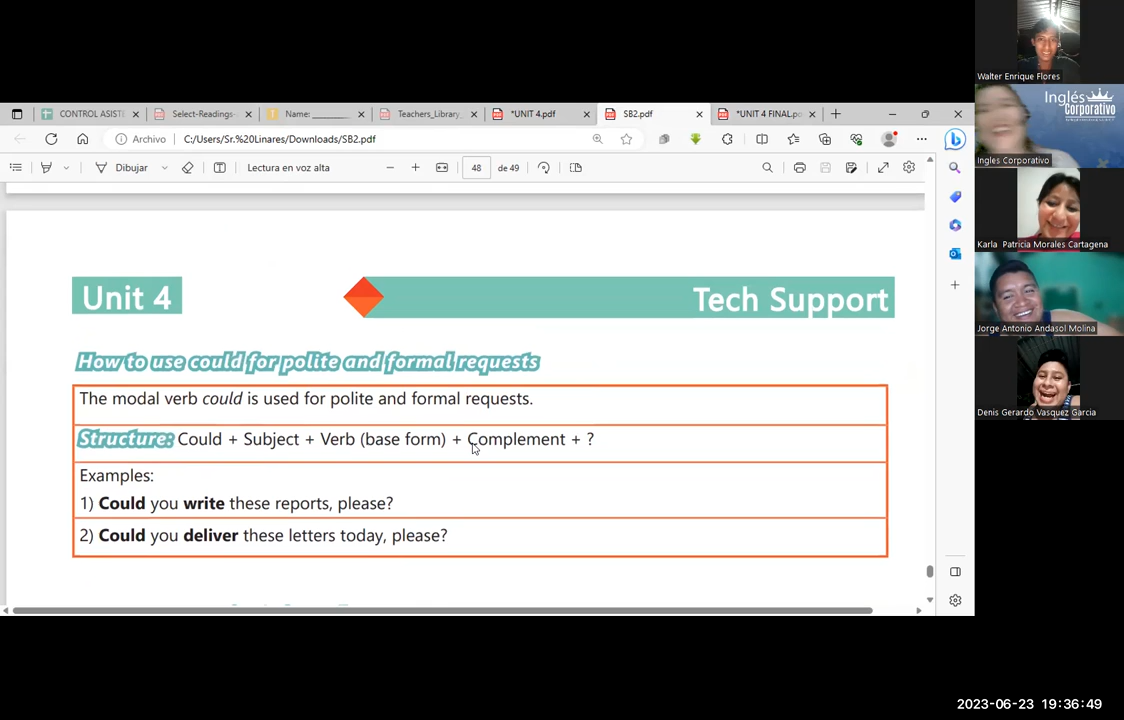 CONTROL ASIST
Select-Readings-
Name: ________
Teachers_Library_
*UNIT 4.pdf
SB2.pdf
*UNIT 4 FINAL.pd
Archivo
C:/Users/Sr.%20Linares/Downloads/SB2.pdf
Dibujar
Lectura en voz alta
48
de 49
Unit 4
Tech Support
How to use could for polite and formal requests
The modal verb could is used for polite and formal requests.
Structure: Could + Subject + Verb (base form) + Complement + ?
Examples:
1) Could you write these reports, please?
2) Could you deliver these letters today, please?
Walter Enrique Flores
Inglés
Corporativo
Ingles Corporativo
Karla Patricia Morales Cartagena
Jorge Antonio Andasol Molina
Denis Gerardo Vasquez Garcia
2023-06-23 19:36:49